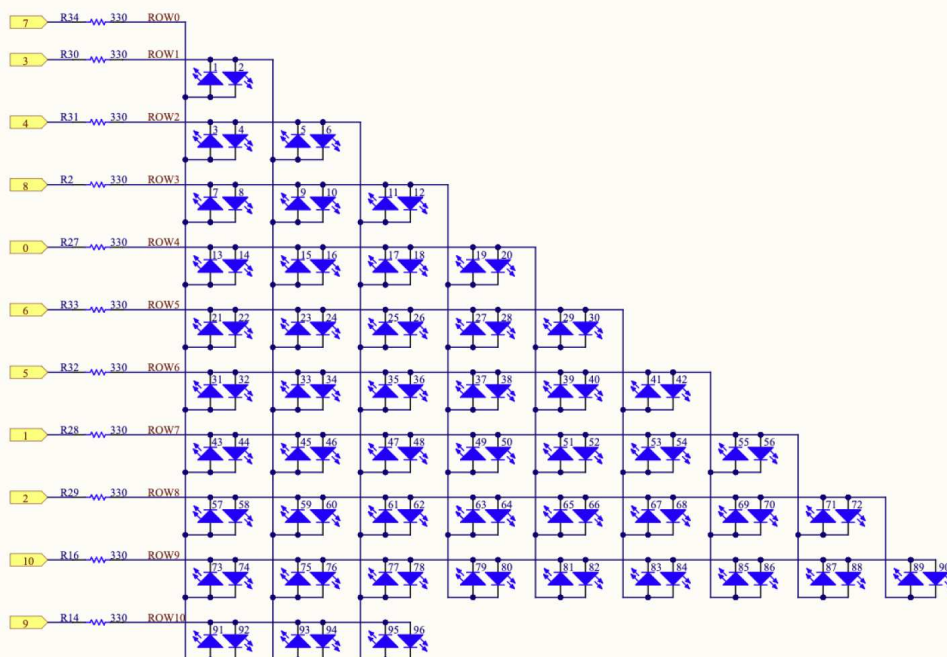 7 R34 330 ROW0
3 R30 330 ROW1
1 2
4 R31 330 ROW2
3 4 5 6
8 R2 330 ROW3
7 8 9 10 11 12
0 R27 330 ROW4
13 14 15 16 17 18 19 20
6 R33 330 ROW5
21 22 23 24 25 26 27 28 29 30
5 R32 330 ROW6
31 32 33 34 35 36 37 38 39 40 41 42
1 R28 330 ROW7
43 44 45 46 47 48 49 50 51 52 53 54 55 56
2 R29 330 ROW8
57 58 59 60 61 62 63 64 65 66 67 68 69 70 71 72
10 R16 330 ROW9
73 74 75 76 77 78 79 80 81 82 83 84 85 86 87 88 89 90
9 R14 330 ROW10
91 92 93 94 95 96